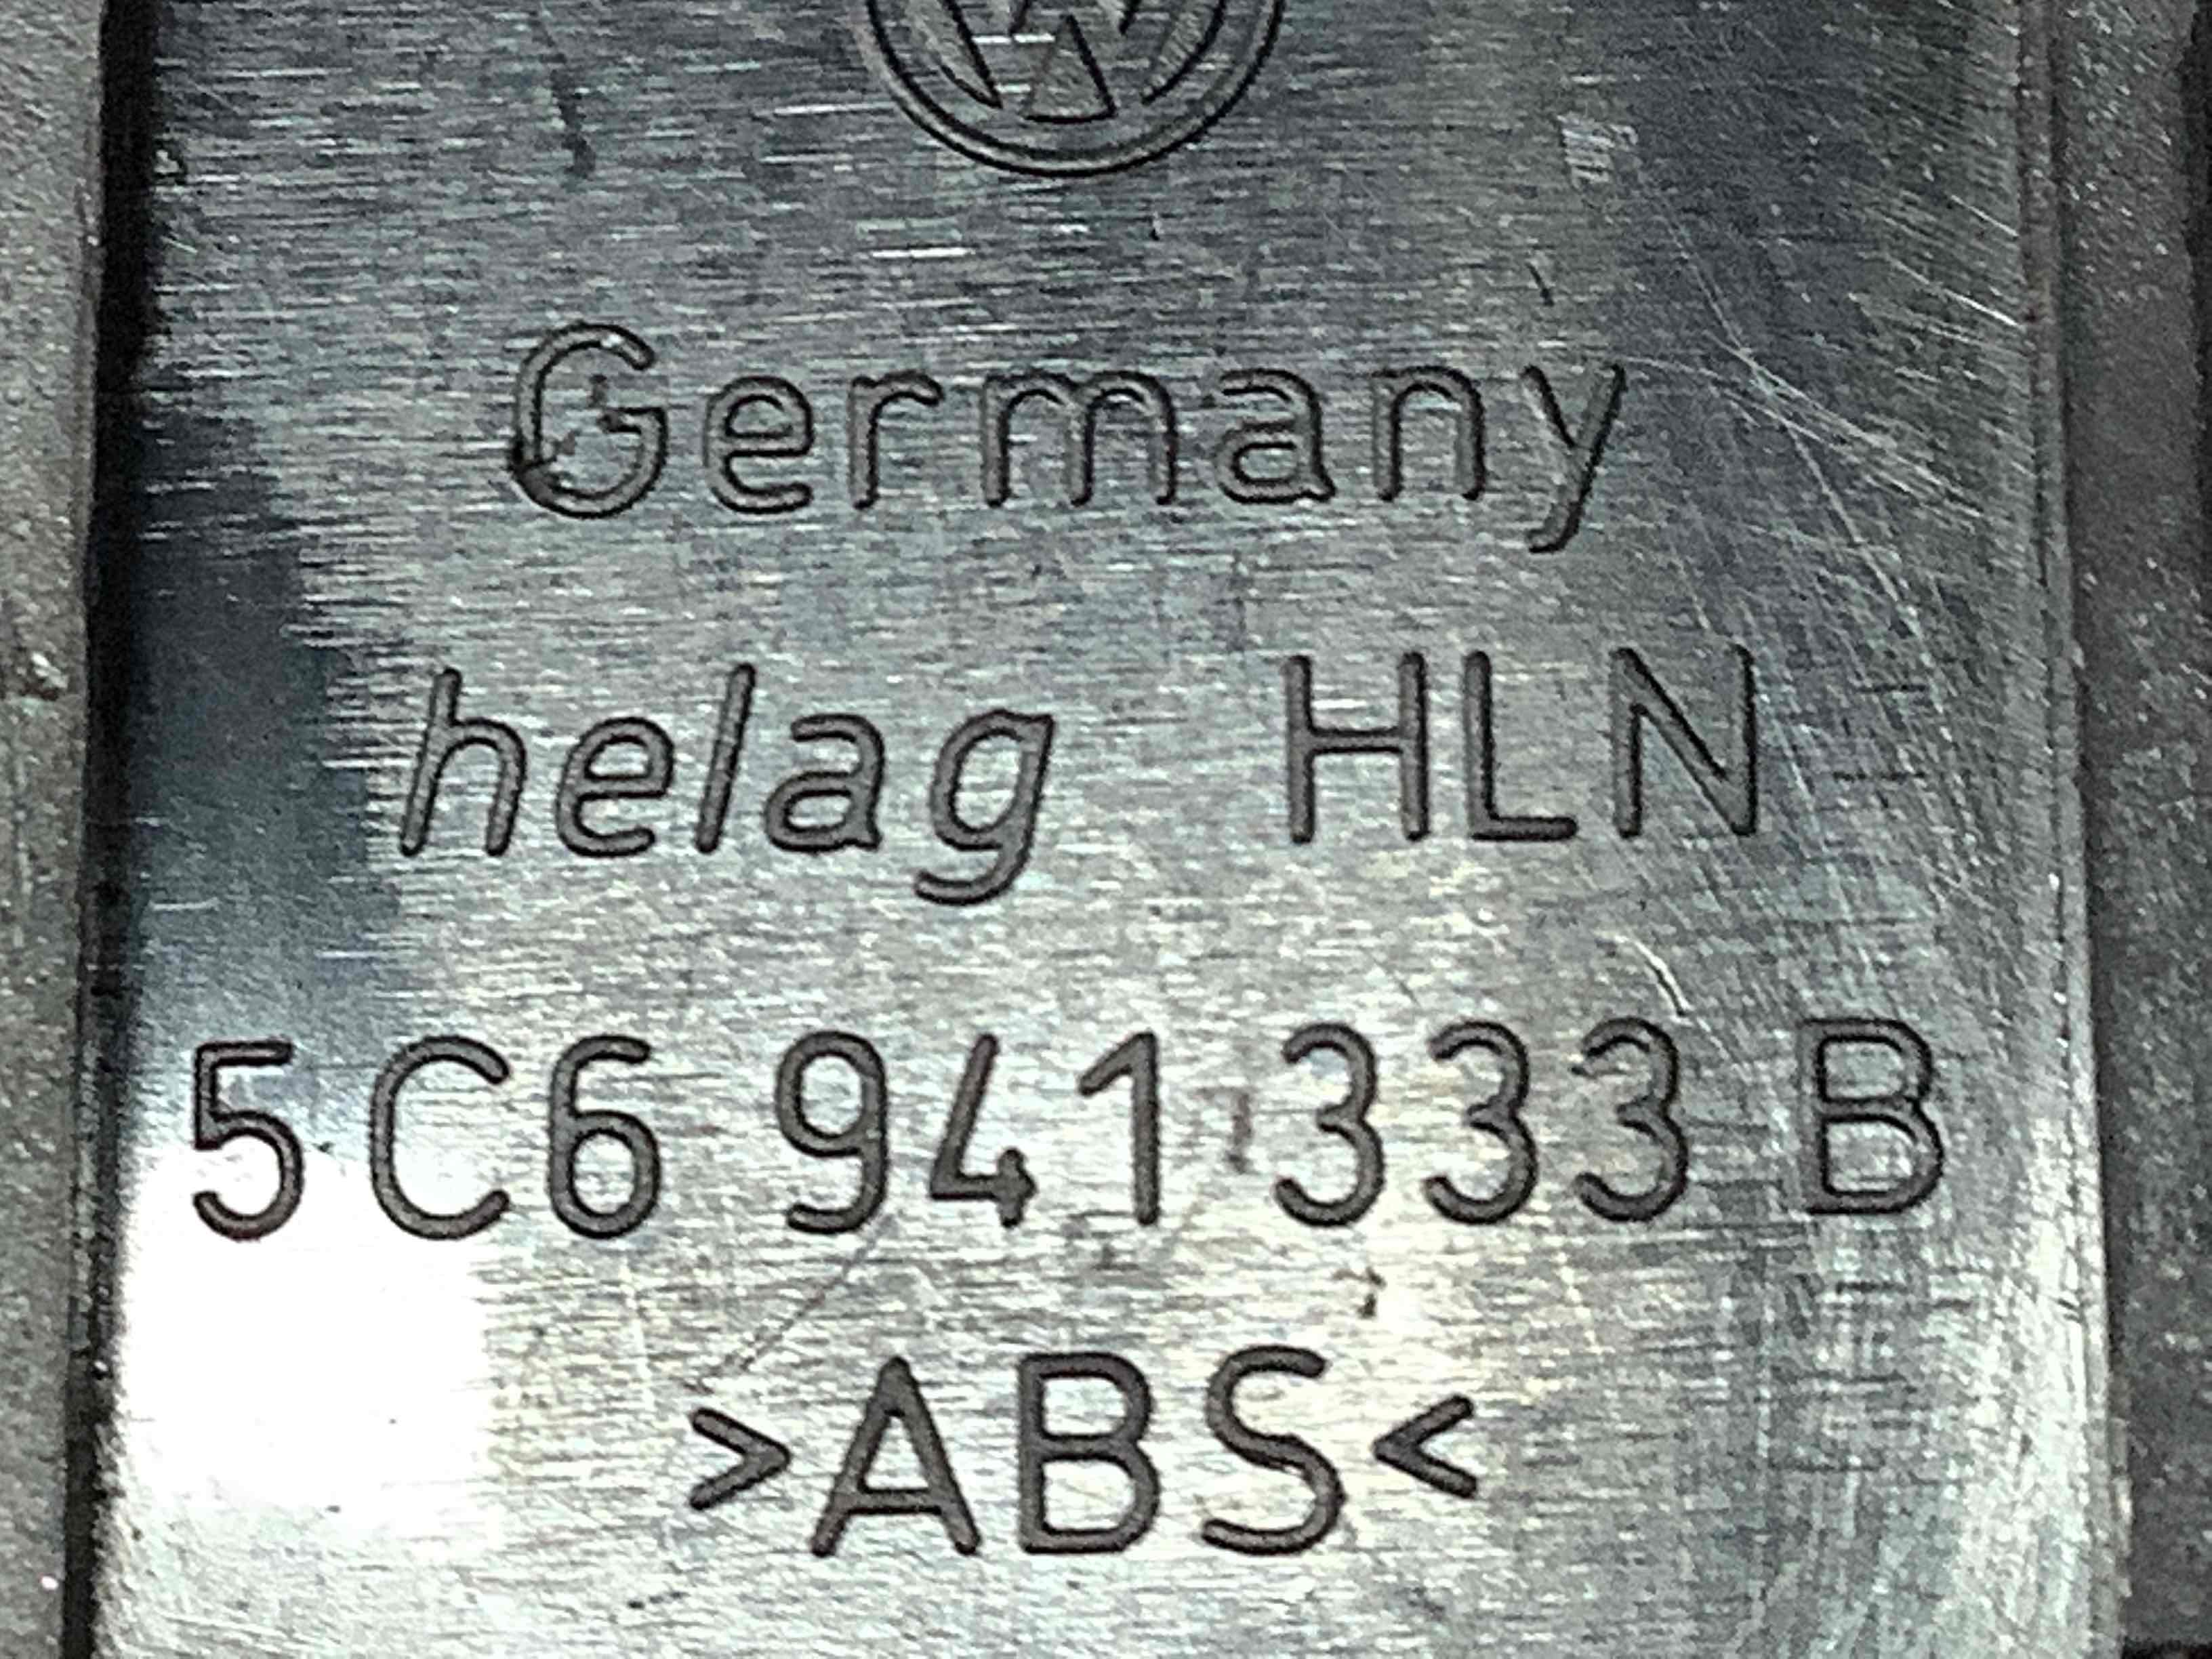 Germany
helag HLN
5C6 941 333 B
>ABS<